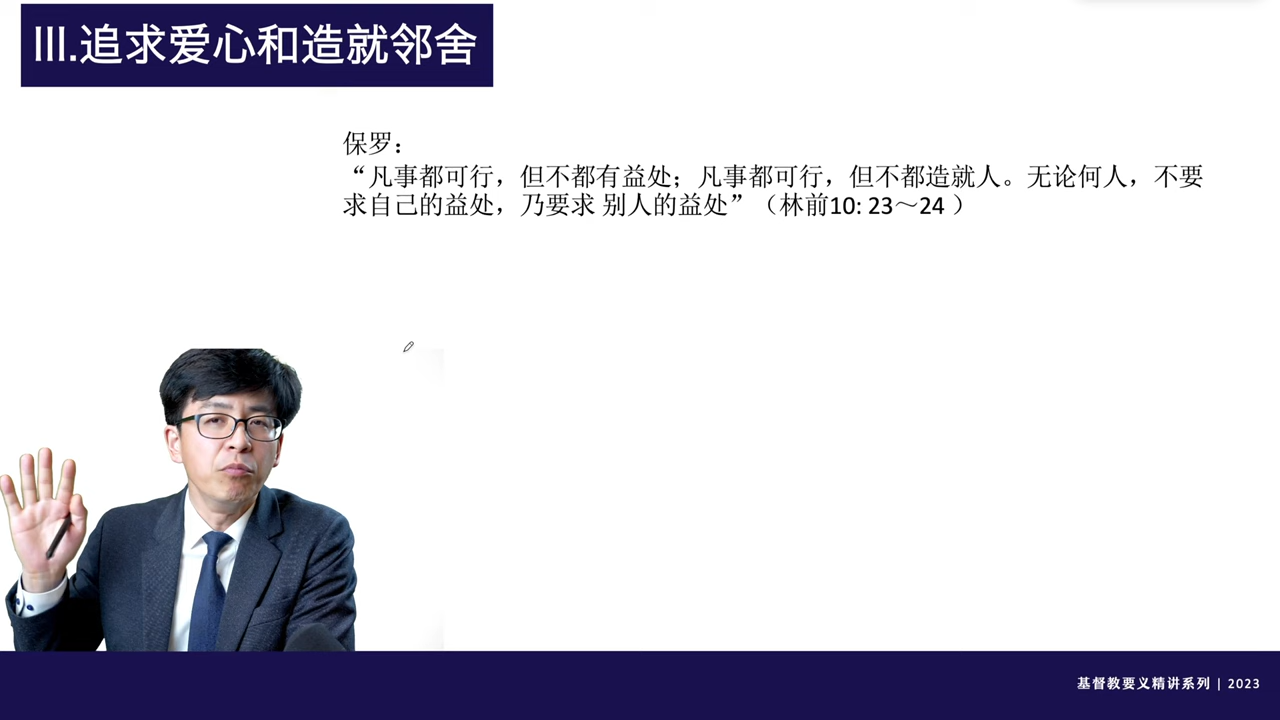 III.追求爱心和造就邻舍
保罗：
“凡事都可行，但不都有益处；凡事都可行，但不都造就人。无论何人，不要
求自己的益处，乃要求 别人的益处”（林前10: 23～24 ）
基督教要义精讲系列 | 2023